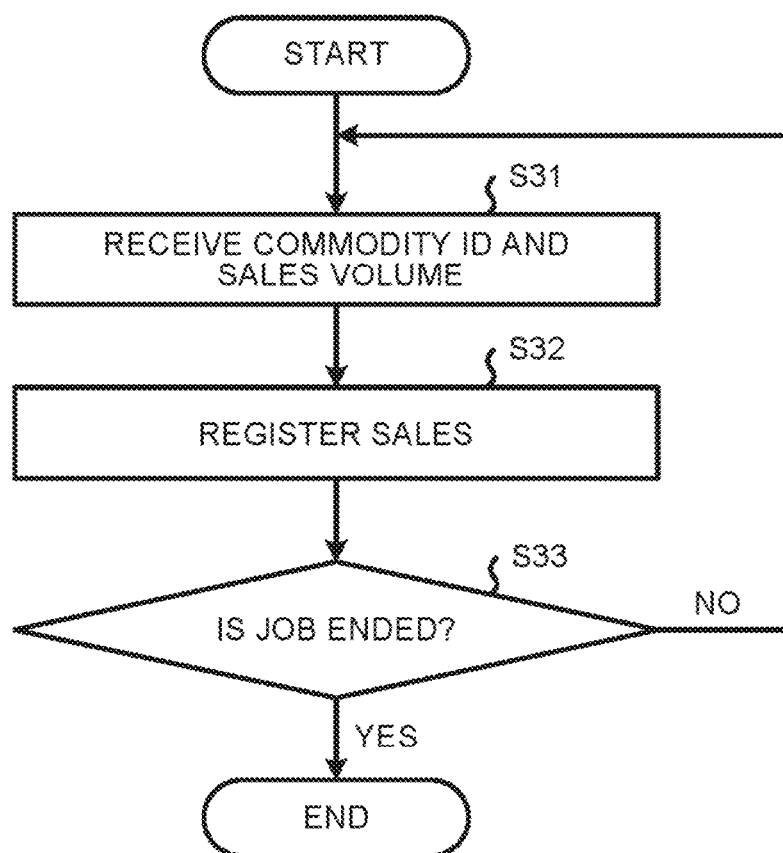 START
S31
RECEIVE COMMODITY ID AND
SALES VOLUME
S32
REGISTER SALES
S33
IS JOB ENDED?
NO
YES
END